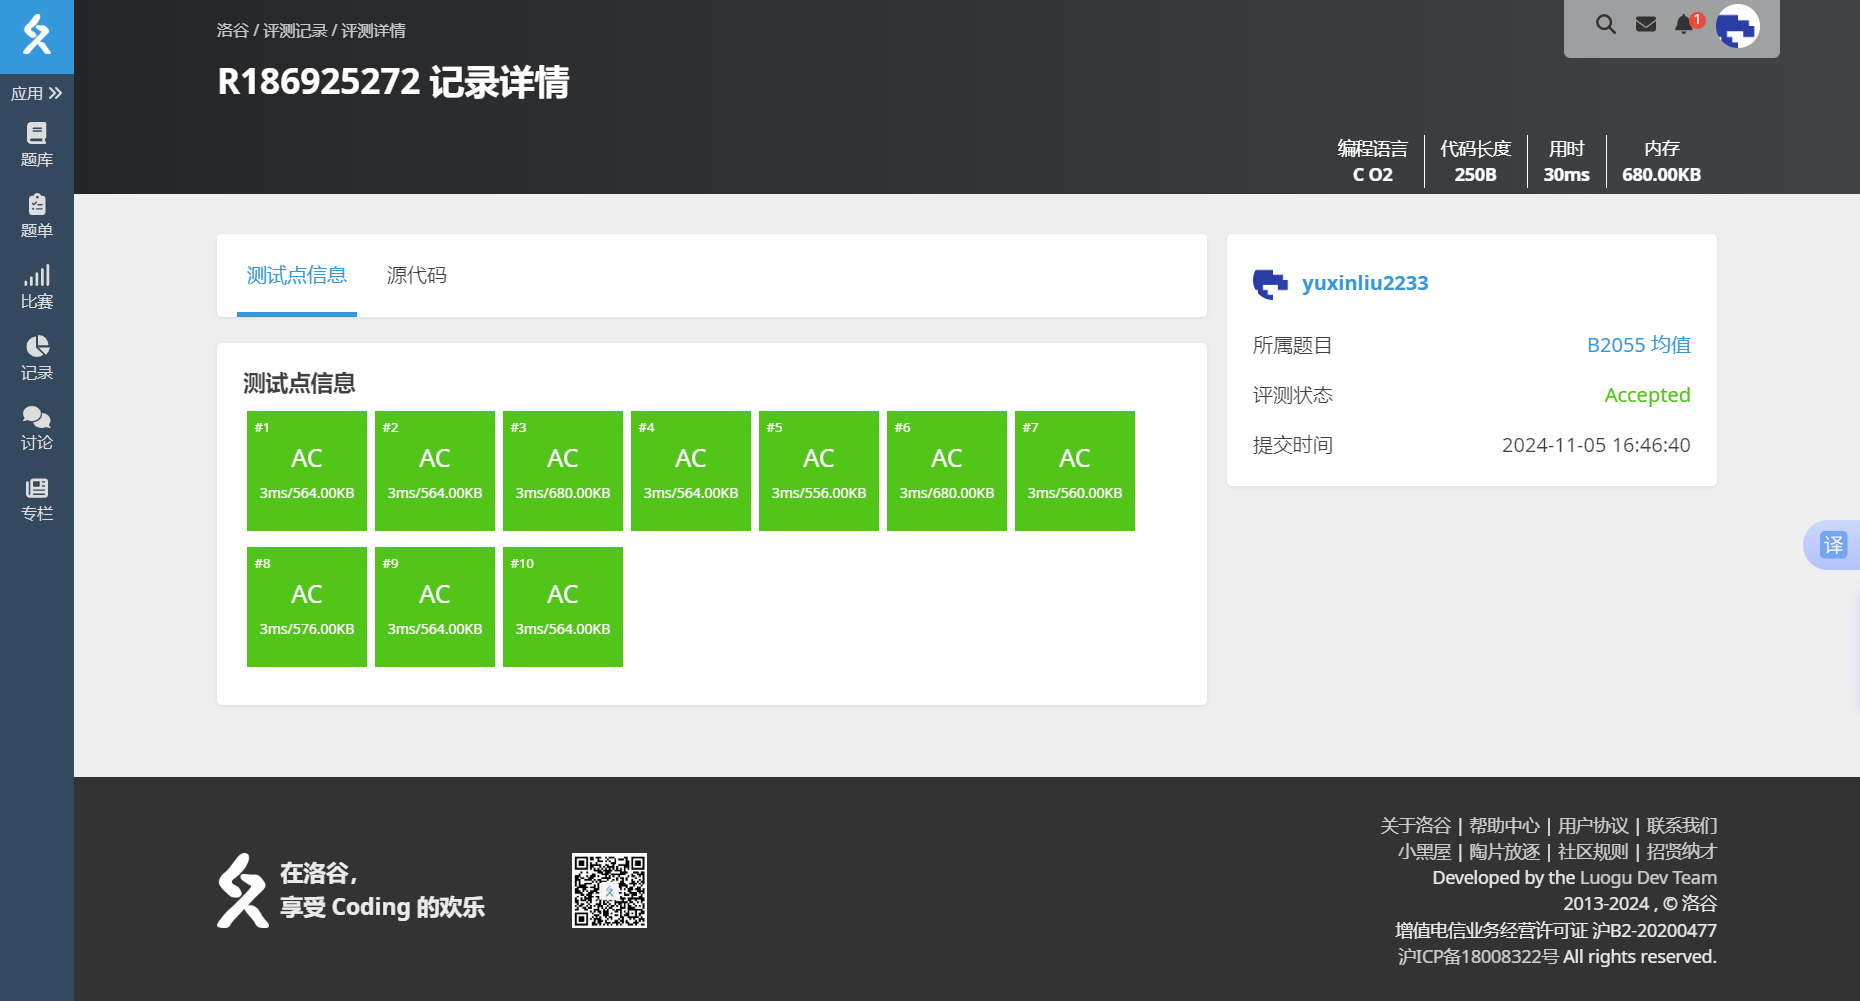 洛谷 / 评测记录 / 评测详情
R186925272 记录详情
1
编程语言
C O2
代码长度
250B
用时
30ms
内存
680.00KB
应用
题库
题单
比赛
记录
讨论
专栏
测试点信息
源代码
测试点信息
#1
AC
3ms/564.00KB
#2
AC
3ms/564.00KB
#3
AC
3ms/680.00KB
#4
AC
3ms/564.00KB
#5
AC
3ms/556.00KB
#6
AC
3ms/680.00KB
#7
AC
3ms/560.00KB
#8
AC
3ms/576.00KB
#9
AC
3ms/564.00KB
#10
AC
3ms/564.00KB
yuxinliu2233
所属题目 B2055 均值
评测状态 Accepted
提交时间 2024-11-05 16:46:40
译
在洛谷,
享受 Coding 的欢乐
关于洛谷 | 帮助中心 | 用户协议 | 联系我们
小黑屋 | 陶片放逐 | 社区规则 | 招贤纳才
Developed by the Luogu Dev Team
2013-2024 , © 洛谷
增值电信业务经营许可证 沪B2-20200477
沪ICP备18008322号 All rights reserved.